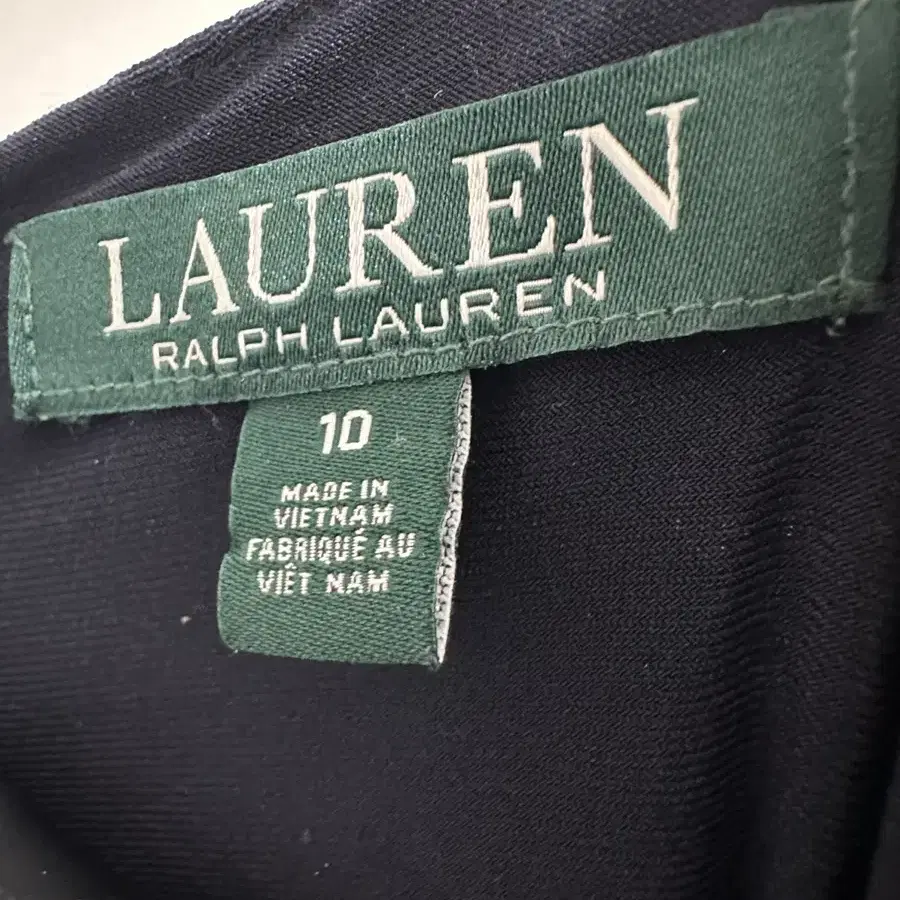 LAUREN
RALPH LAUREN
10
MADE IN
VIETNAM
FABRIQUÉ AU
VIÊT NAM